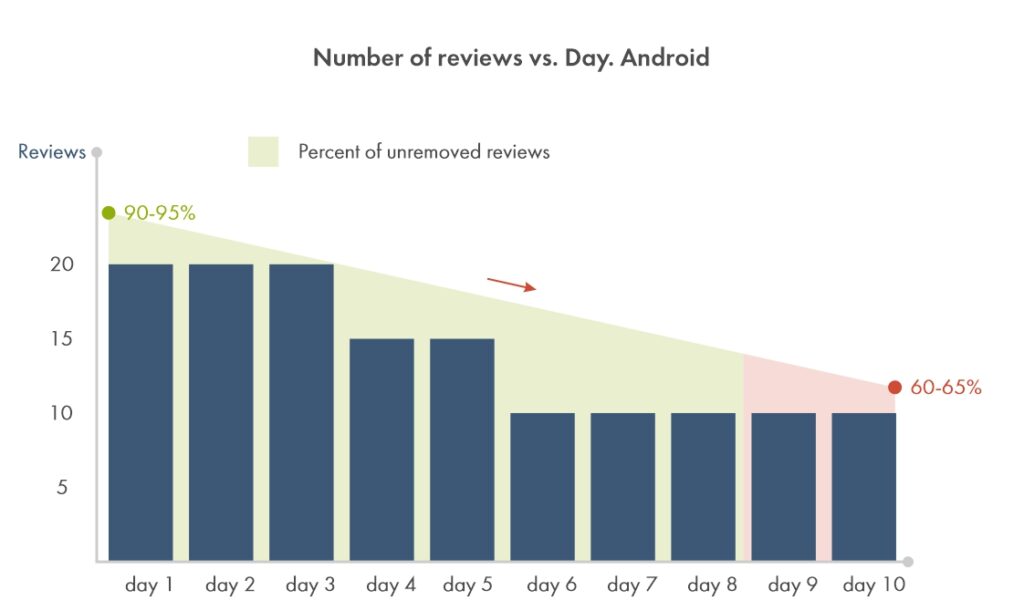 Number of reviews vs. Day. Android
Reviews
Percent of unremoved reviews
90-95%
20
15
10
5
60-65%
day 1 day 2 day 3 day 4 day 5 day 6 day 7 day 8 day 9 day 10